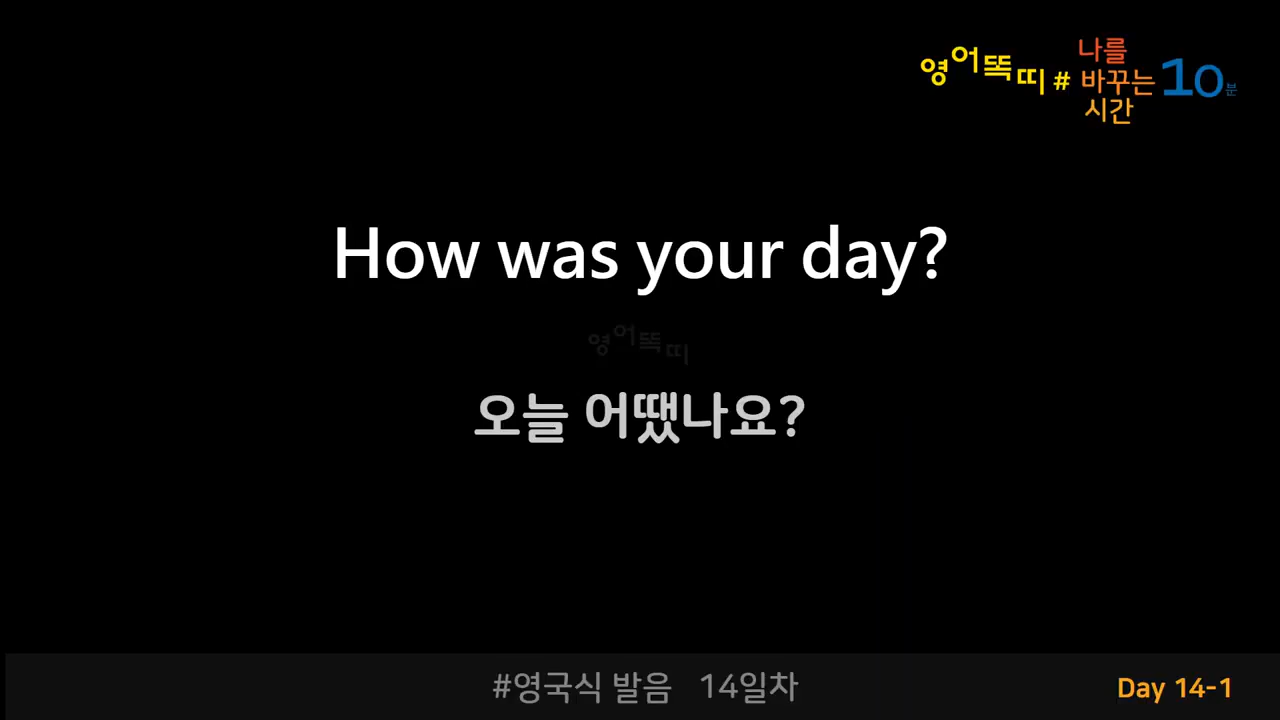 영어똑띠 # 나를 바꾸는 시간 10분
How was your day?
영어똑띠
오늘 어땠나요?
#영국식 발음 14일차
Day 14-1